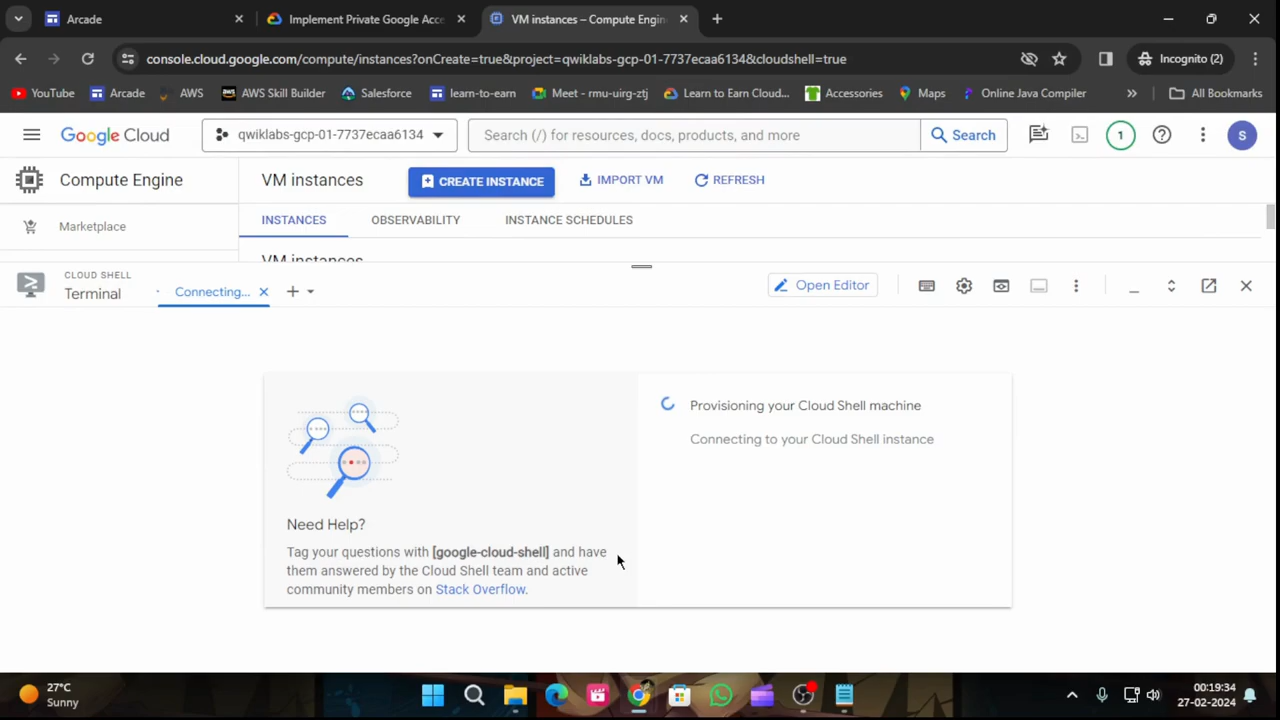 Arcade
Implement Private Google Acce
VM instances – Compute Engin
console.cloud.google.com/compute/instances?onCreate=true&project=qwiklabs-gcp-01-7737ecaa6134&cloudshell=true
Incognito (2)
YouTube
Arcade
AWS
AWS Skill Builder
Salesforce
learn-to-earn
Meet - rmu-uirg-ztj
Learn to Earn Cloud...
Accessories
Maps
Online Java Compiler
»
All Bookmarks
Google Cloud
qwiklabs-gcp-01-7737ecaa6134
Search (/) for resources, docs, products, and more
Search
1
S
Compute Engine
VM instances
CREATE INSTANCE
IMPORT VM
REFRESH
Marketplace
INSTANCES
OBSERVABILITY
INSTANCE SCHEDULES
VM instances
CLOUD SHELL
Terminal
Connecting...
Open Editor
Provisioning your Cloud Shell machine
Connecting to your Cloud Shell instance
Need Help?
Tag your questions with [google-cloud-shell] and have
them answered by the Cloud Shell team and active
community members on Stack Overflow.
27°C
Sunny
00:19:34
27-02-2024